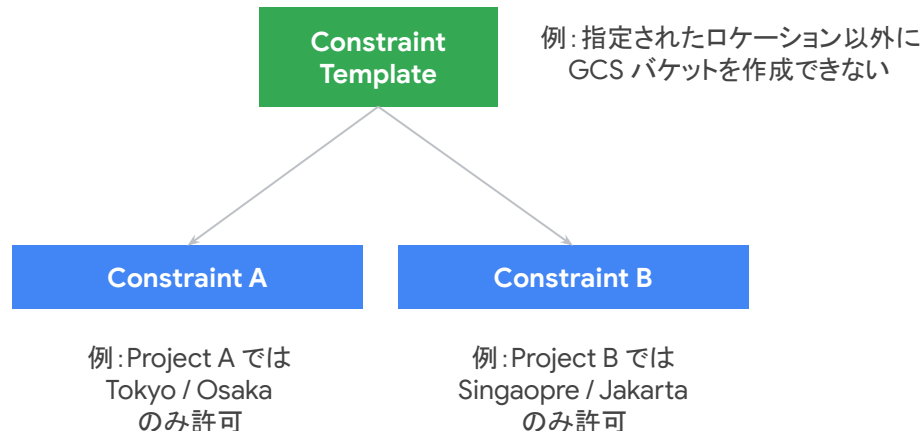 Constraint
Template
例：指定されたロケーション以外に
GCS バケットを作成できない
Constraint A
Constraint B
例：Project A では
Tokyo / Osaka
のみ許可
例：Project B では
Singaopre / Jakarta
のみ許可